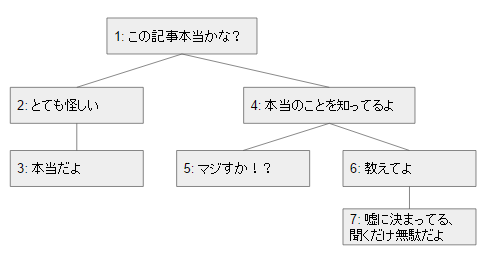 1: この記事本当かな？
2: とても怪しい
4: 本当のことを知ってるよ
3: 本当だよ
5: マジすか！？
6: 教えてよ
7: 嘘に決まってる、
聞くだけ無駄だよ